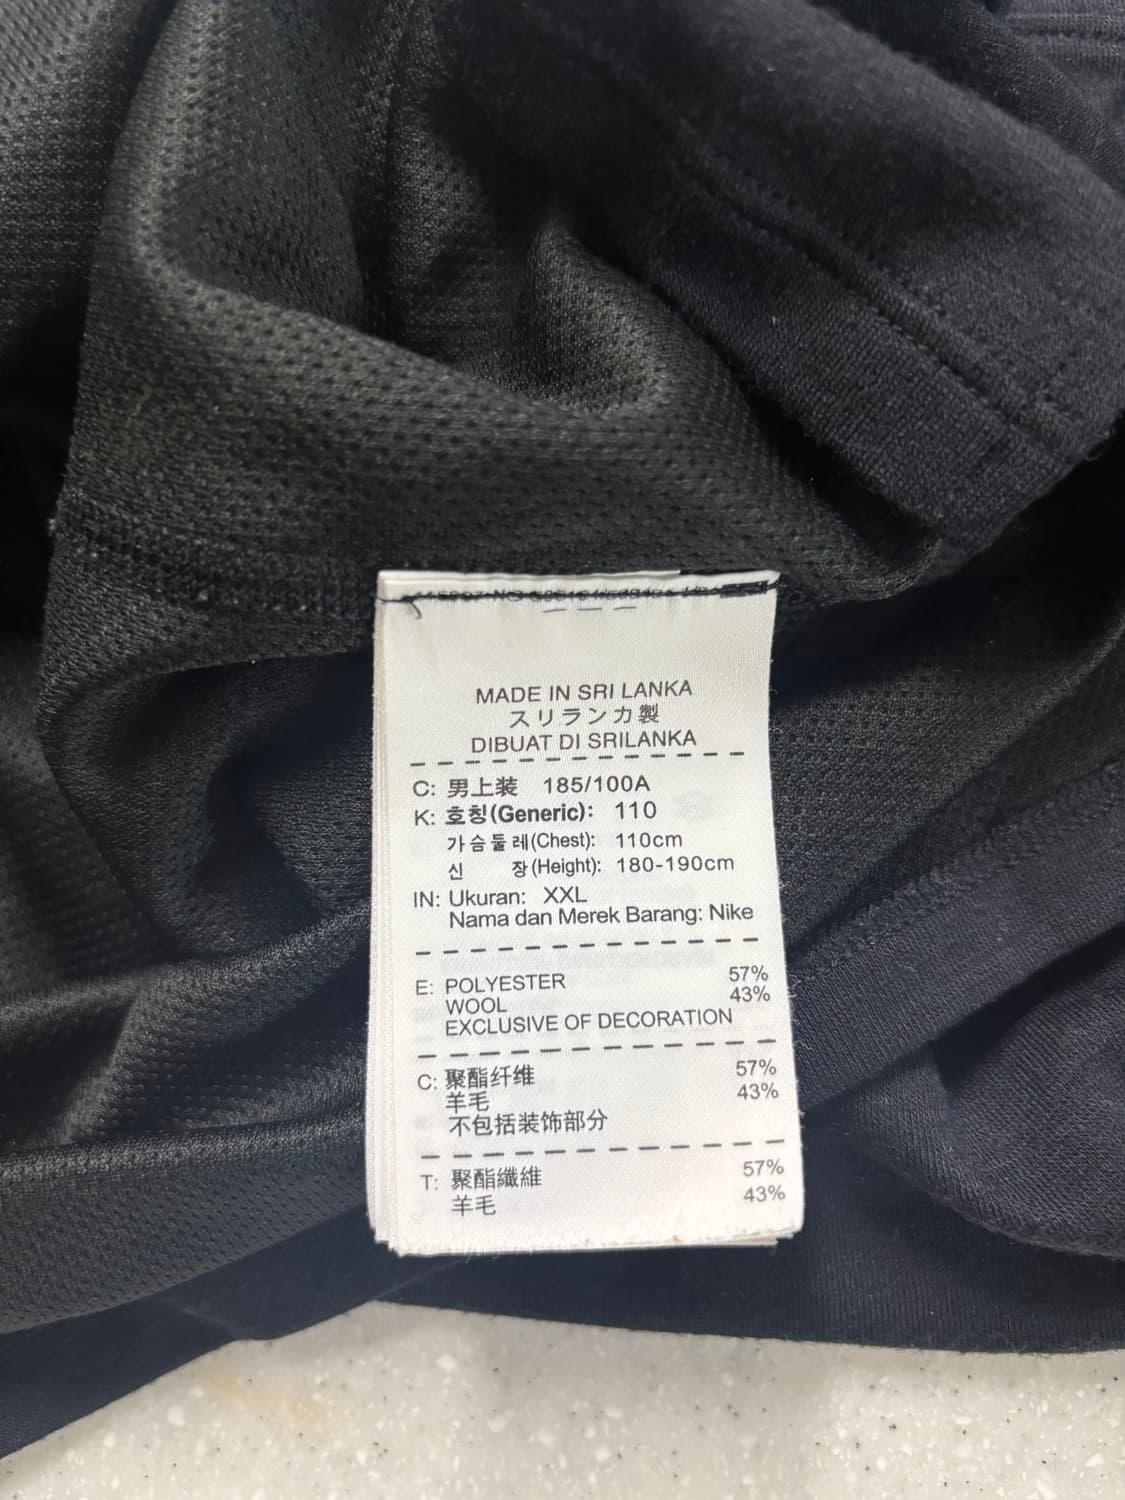 MADE IN SRI LANKA
スリランカ製
DIBUAT DI SRILANKA
C: 男上装 185/100A
K: 호칭(Generic): 110
가슴둘레(Chest): 110cm
신 장(Height): 180-190cm
IN: Ukuran: XXL
Nama dan Merek Barang: Nike
E: POLYESTER 57%
WOOL 43%
EXCLUSIVE OF DECORATION
C: 聚酯纤维 57%
羊毛 43%
不包括装饰部分
T: 聚酯纖維 57%
羊毛 43%